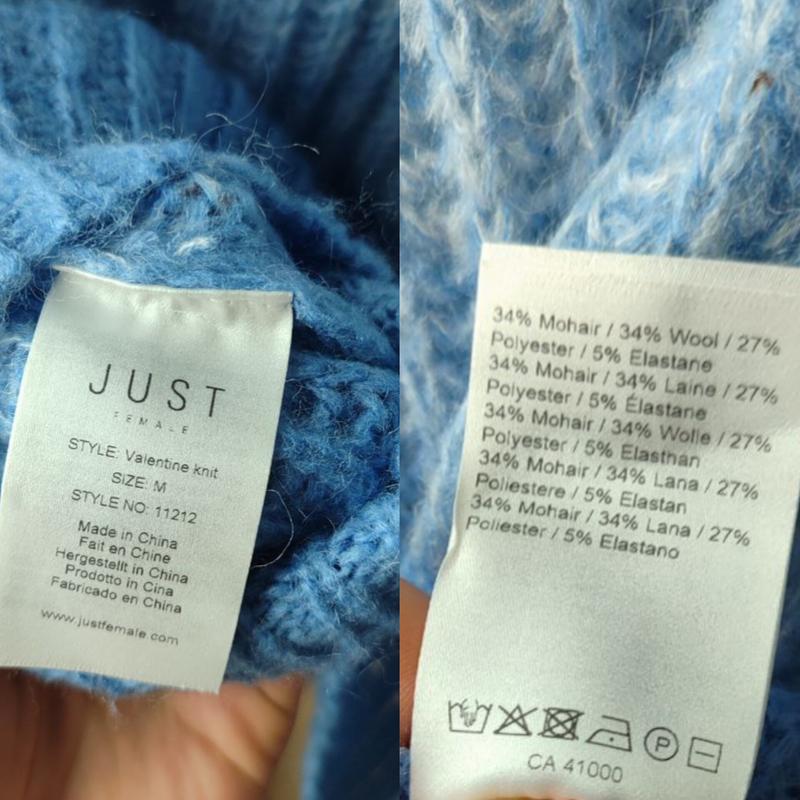 JUST
FEMALE
STYLE: Valentine knit
SIZE: M
STYLE NO: 11212
Made in China
Fait en Chine
Hergestellt in China
Prodotto in Cina
Fabricado en China
www.justfemale.com
34% Mohair / 34% Wool / 27%
Polyester / 5% Elastane
34% Mohair / 34% Laine / 27%
Polyester / 5% Élastane
34% Mohair / 34% Wolle / 27%
Polyester / 5% Elasthan
34% Mohair / 34% Lana / 27%
Poliestere / 5% Elastan
34% Mohair / 34% Lana / 27%
Poliester / 5% Elastano
P
CA 41000